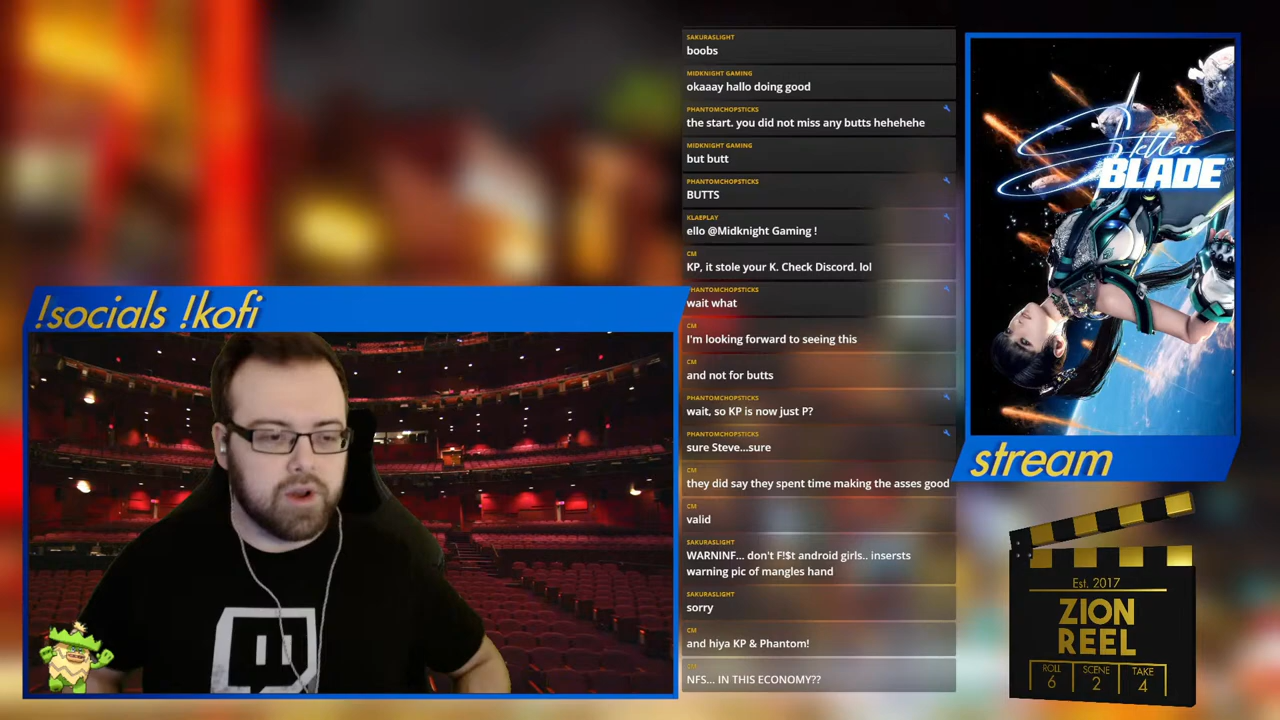 SAKURASLIGHT
boobs
MIDKNIGHT GAMING
okaaay hallo doing good
PHANTOMCHOPSTICKS
the start. you did not miss any butts hehehehe
MIDKNIGHT GAMING
but butt
PHANTOMCHOPSTICKS
BUTTS
KLAEPLAY
ello @Midknight Gaming !
CM
KP, it stole your K. Check Discord. lol
PHANTOMCHOPSTICKS
wait what
CM
I'm looking forward to seeing this
CM
and not for butts
PHANTOMCHOPSTICKS
wait, so KP is now just P?
PHANTOMCHOPSTICKS
sure Steve...sure
CM
they did say they spent time making the asses good
CM
valid
SAKURASLIGHT
WARNINF... don't F!$t android girls.. insersts
warning pic of mangles hand
SAKURASLIGHT
sorry
CM
and hiya KP & Phantom!
CM
NFS... IN THIS ECONOMY??
!socials !kofi
Stellar
BLADE™
stream
Est. 2017
ZION
REEL
ROLL SCENE TAKE
6 2 4